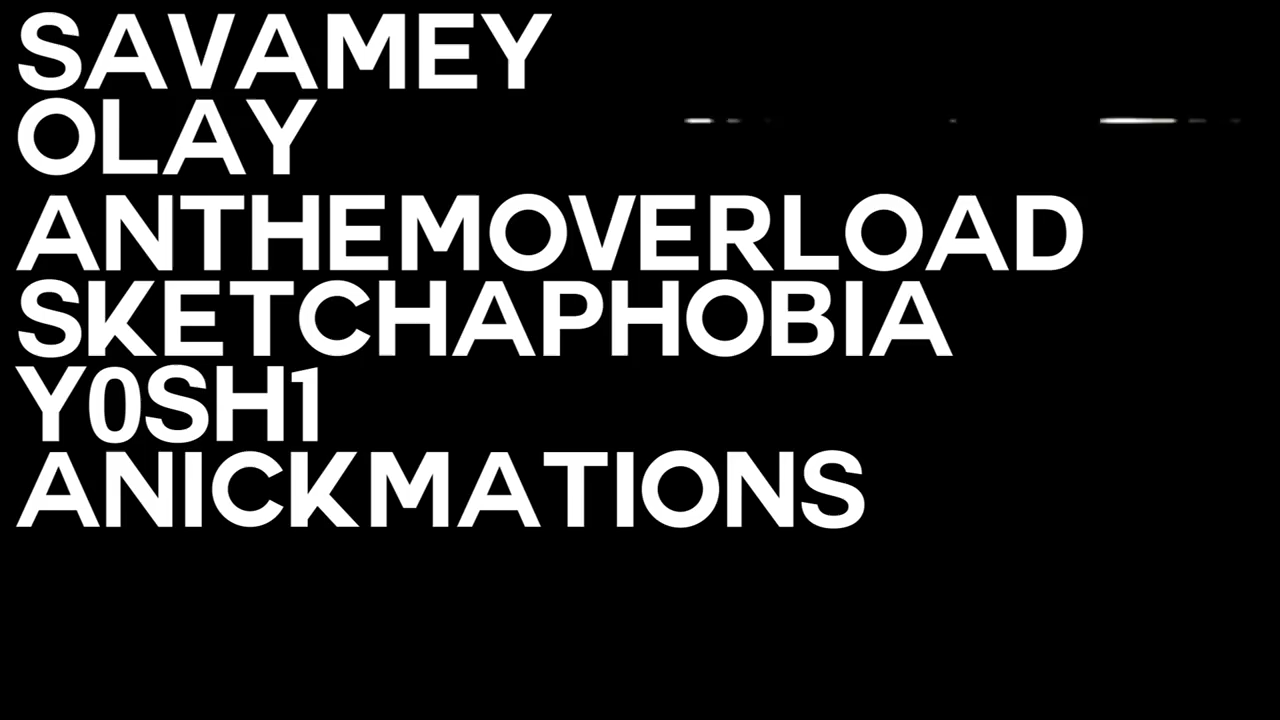 SAVAMEY
OLAY
ANTHEMOVERLOAD
SKETCHAPHOBIA
Y0SH1
ANICKMATIONS